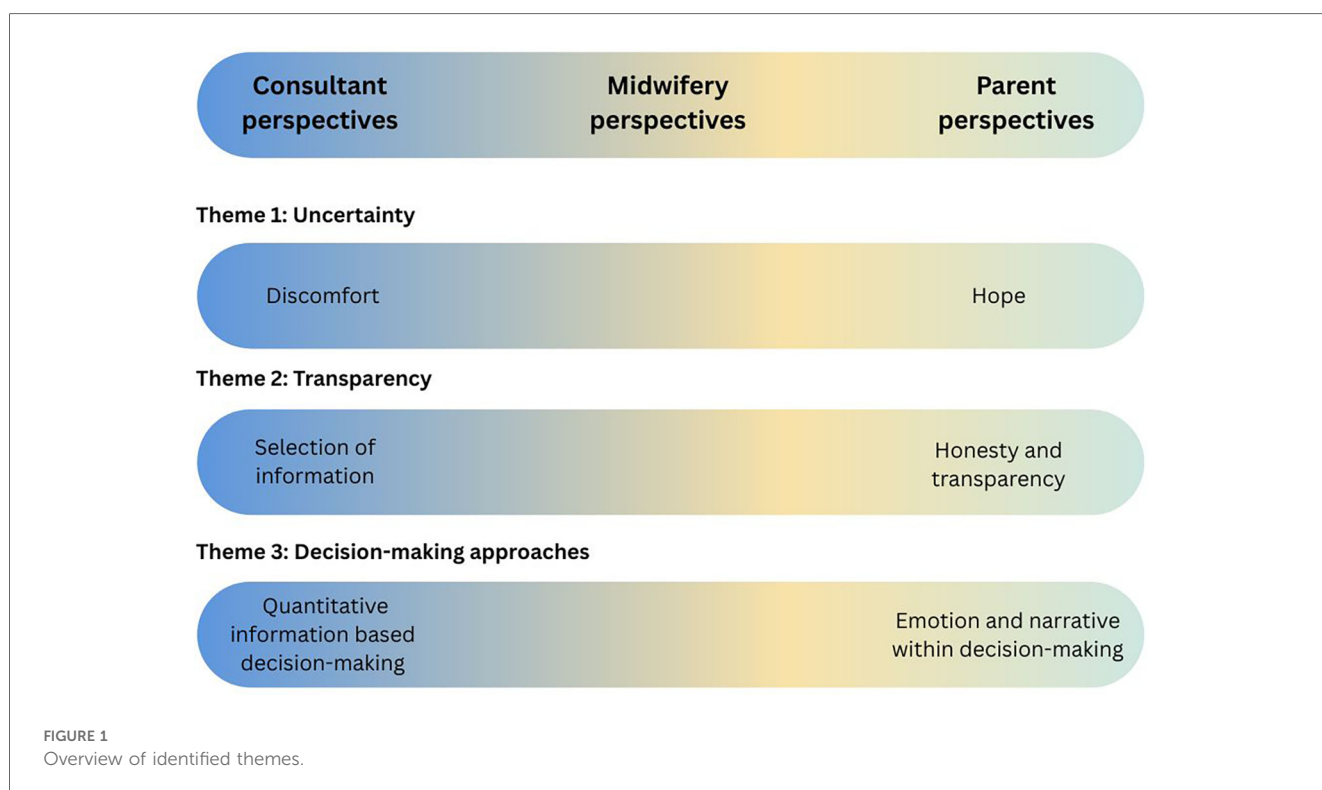 Consultant
perspectives
Midwifery
perspectives
Parent
perspectives
Theme 1: Uncertainty
Discomfort
Hope
Theme 2: Transparency
Selection of
information
Honesty and
transparency
Theme 3: Decision-making approaches
Quantitative
information based
decision-making
Emotion and narrative
within decision-making
FIGURE 1
Overview of identified themes.